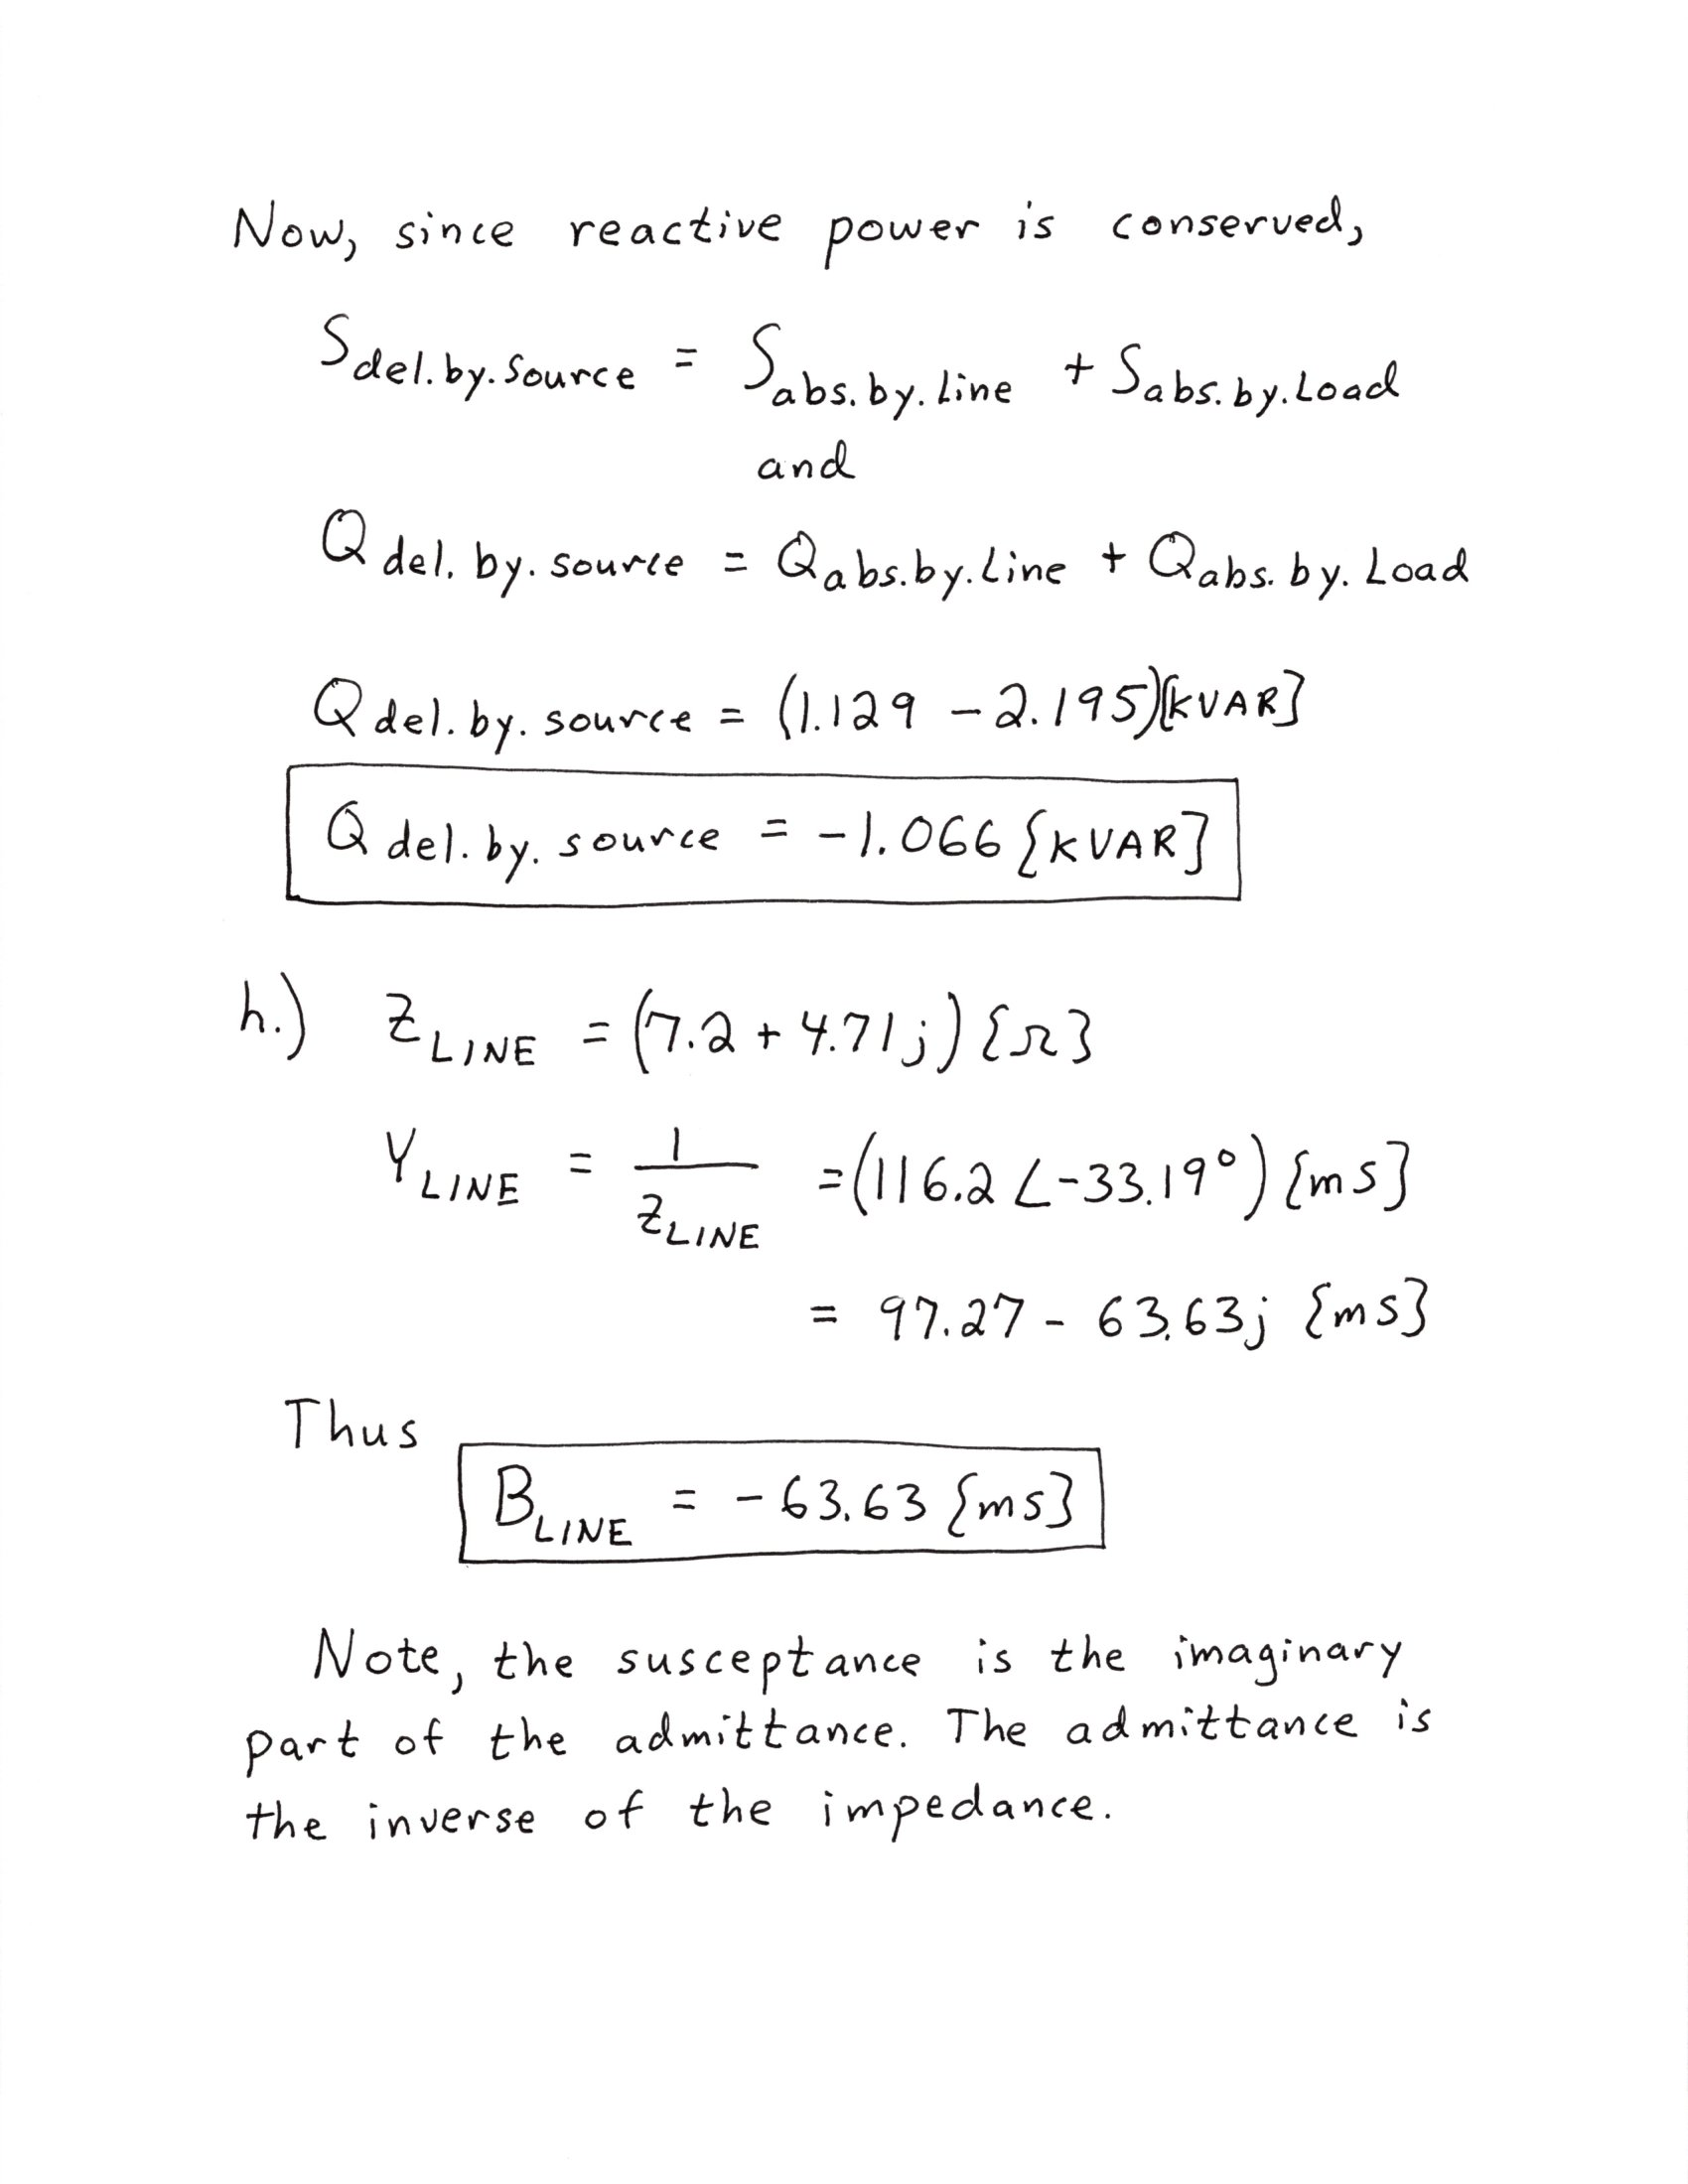 Now, since reactive power is conserved,
S del.by.source = S abs.by.Line + S abs.by.Load
and
Q del.by.source = Q abs.by.Line + Q abs.by.Load
Q del.by.source = (1.129 - 2.195)[KVAR]
Q del.by.source = -1.066 {KVAR]
h.) Z LINE = (7.2 + 4.71j) {Ω}
Y LINE = 1 / Z LINE = (116.2 ∠-33.19°) {mS]
= 97.27 - 63.63j {mS}
Thus
B LINE = -63.63 {mS}
Note, the susceptance is the imaginary
part of the admittance. The admittance is
the inverse of the impedance.